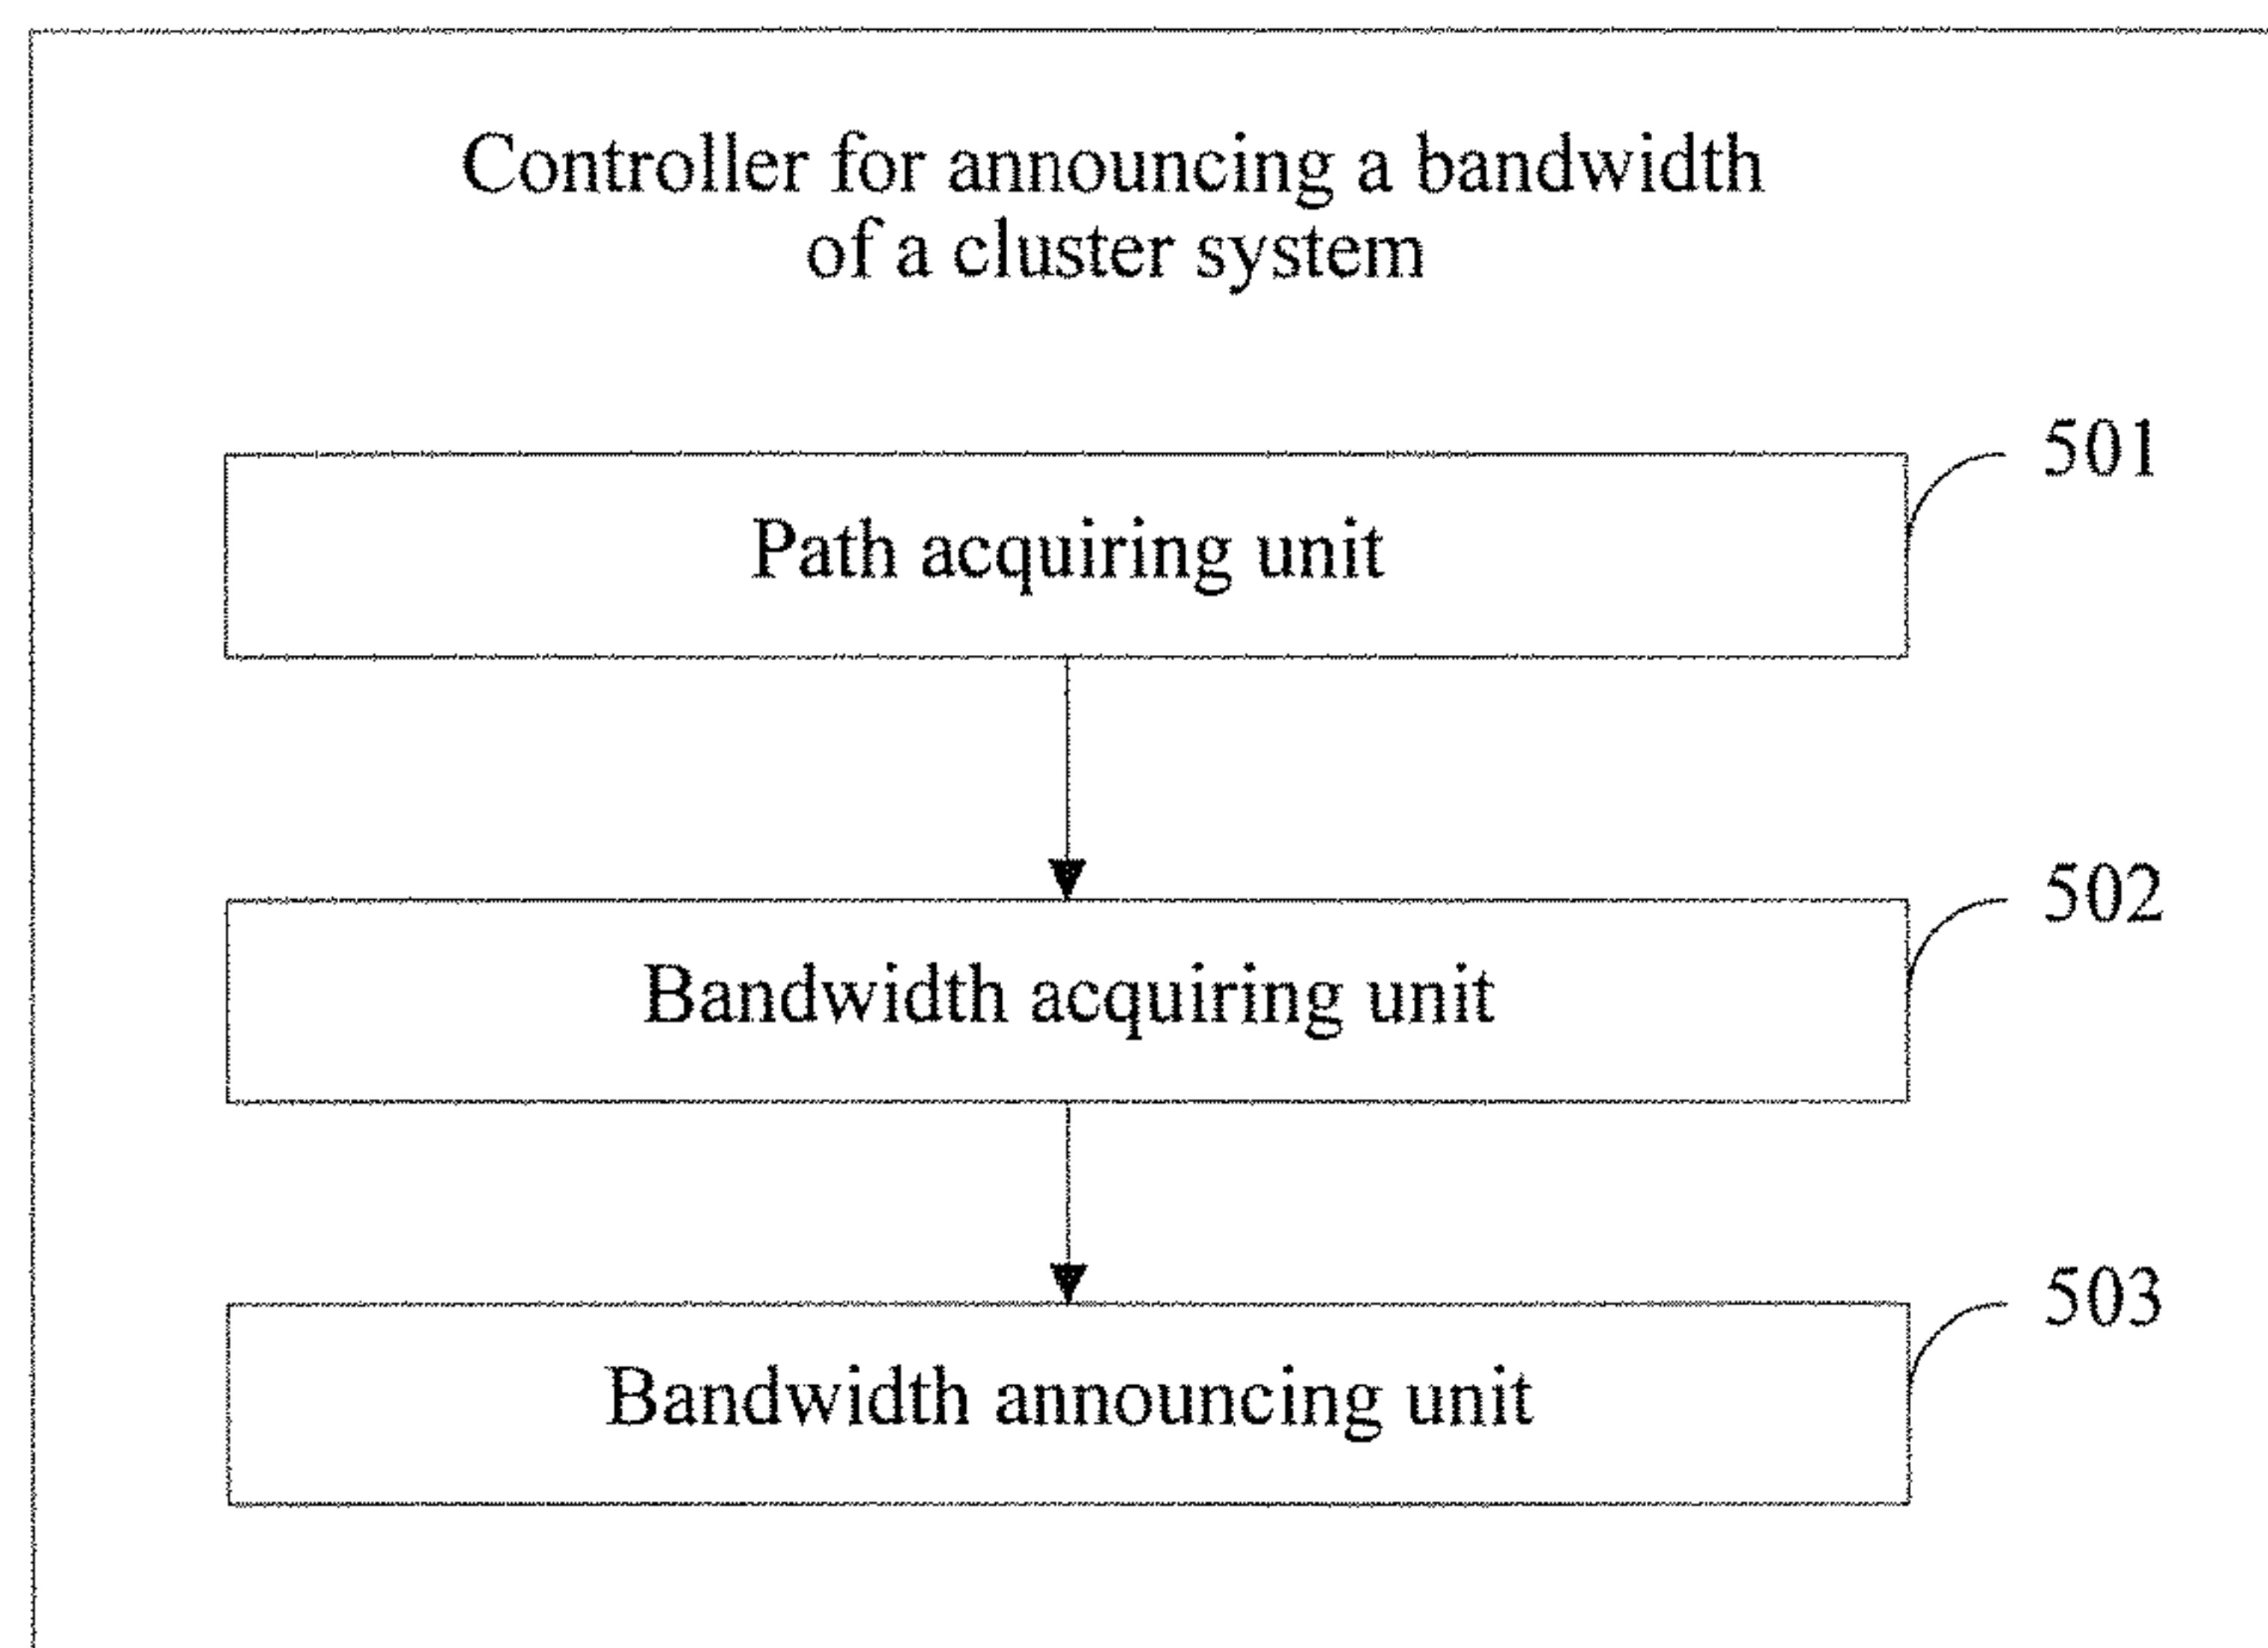 Controller for announcing a bandwidth
of a cluster system
501
Path acquiring unit
502
Bandwidth acquiring unit
503
Bandwidth announcing unit